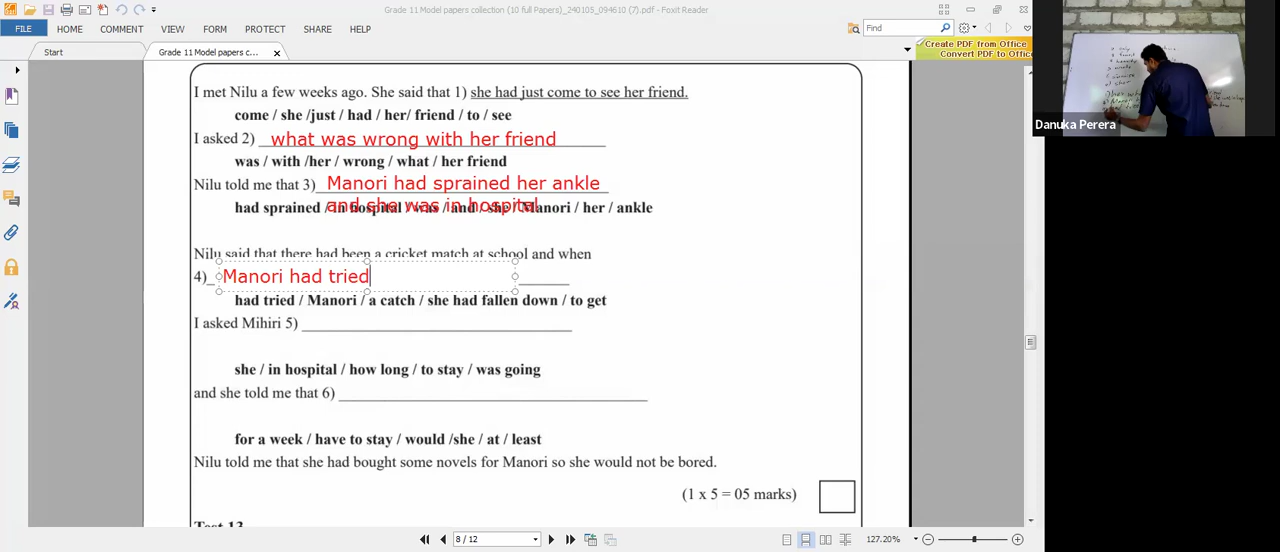 Grade 11 Model papers collection (10 full Papers)_240105_094610 (7).pdf - Foxit Reader
FILE HOME COMMENT VIEW FORM PROTECT SHARE HELP
Find
Start
Grade 11 Model papers c...
Create PDF from Office
Convert PDF to Offic
I met Nilu a few weeks ago. She said that 1) she had just come to see her friend.
come / she /just / had / her/ friend / to / see
I asked 2) what was wrong with her friend
was / with /her / wrong / what / her friend
Nilu told me that 3) Manori had sprained her ankle
and she was in hospital
had sprained / in hospital / was / and / she / Manori / her / ankle
Nilu said that there had been a cricket match at school and when
4) Manori had tried
had tried / Manori / a catch / she had fallen down / to get
I asked Mihiri 5)
she / in hospital / how long / to stay / was going
and she told me that 6)
for a week / have to stay / would /she / at / least
Nilu told me that she had bought some novels for Manori so she would not be bored.
(1 x 5 = 05 marks)
Test 13
8 / 12
127.20%
Danuka Perera